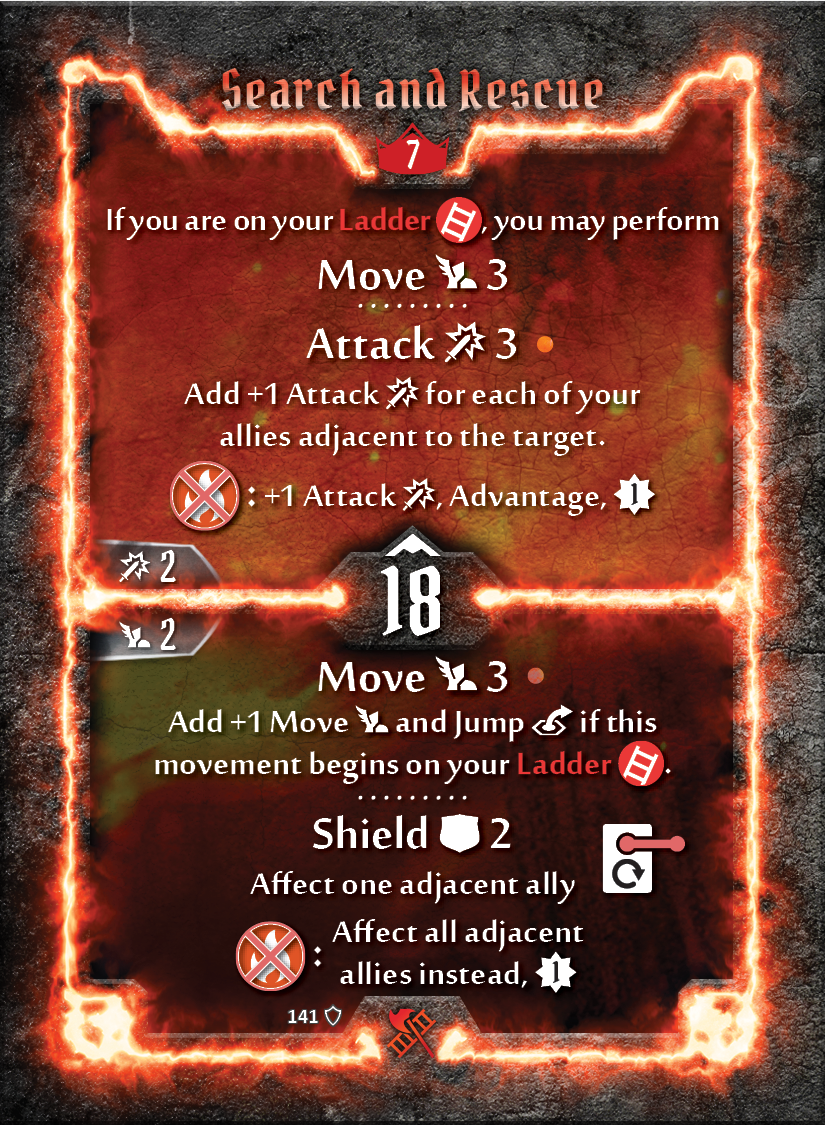 Search and Rescue
7
If you are on your Ladder, you may perform
Move 3
Attack 3
Add +1 Attack for each of your
allies adjacent to the target.
: +1 Attack, Advantage, 1
2
18
2
Move 3
Add +1 Move and Jump if this
movement begins on your Ladder.
Shield 2
Affect one adjacent ally
: Affect all adjacent
allies instead, 1
141